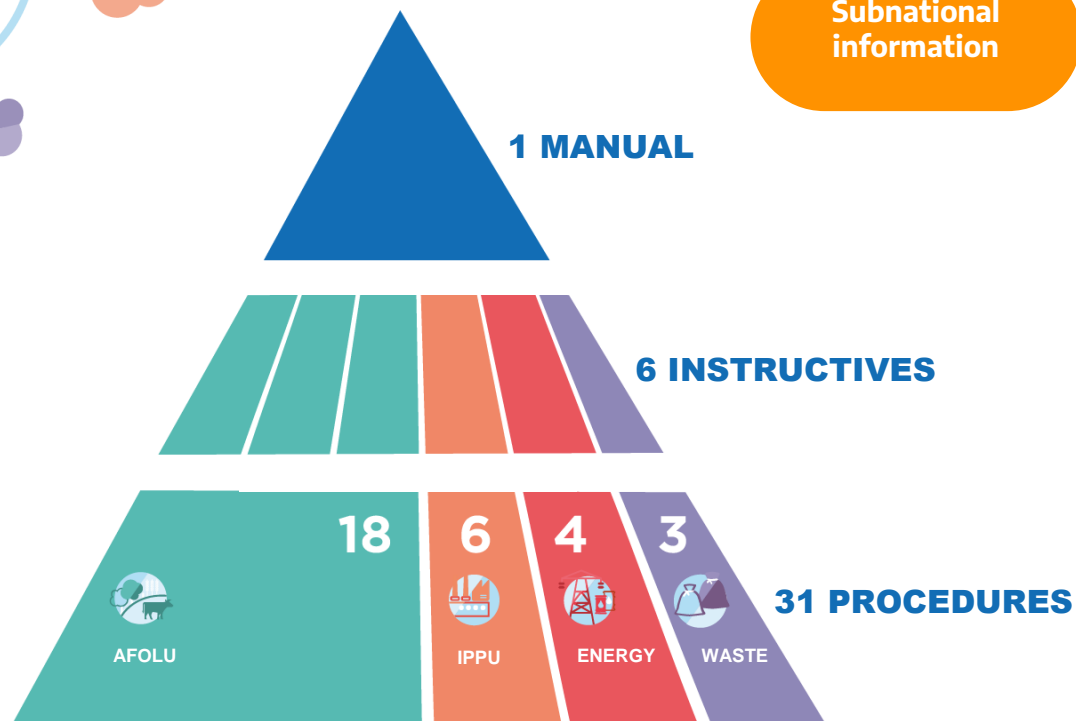 Subnational
information
1 MANUAL
6 INSTRUCTIVES
18
6
4
3
31 PROCEDURES
AFOLU
IPPU
ENERGY
WASTE